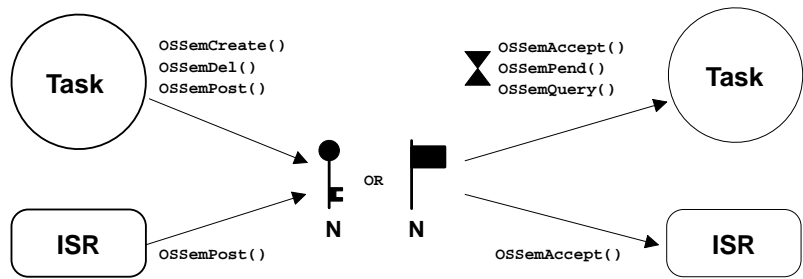 Task
OSSemCreate()
OSSemDel()
OSSemPost()
OSSemAccept()
OSSemPend()
OSSemQuery()
Task
OR
N
N
ISR
OSSemPost()
OSSemAccept()
ISR